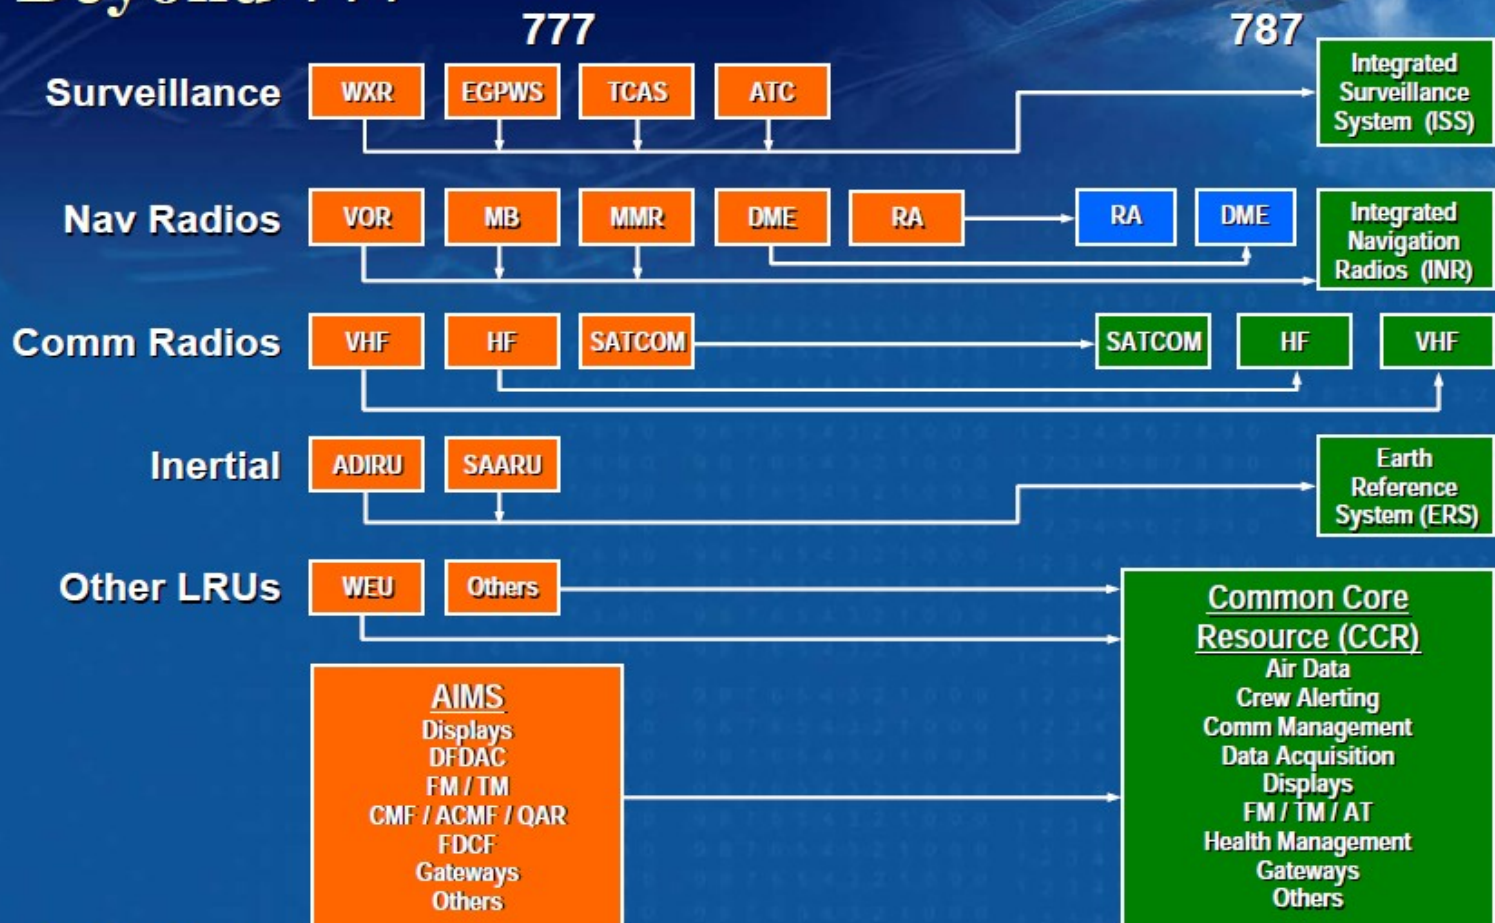 Beyond 777
777
787
Surveillance
WXR
EGPWS
TCAS
ATC
Integrated
Surveillance
System (ISS)
Nav Radios
VOR
MB
MMR
DME
RA
RA
DME
Integrated
Navigation
Radios (INR)
Comm Radios
VHF
HF
SATCOM
SATCOM
HF
VHF
Inertial
ADIRU
SAARU
Earth
Reference
System (ERS)
Other LRUs
WEU
Others
AIMS
Displays
DFDAC
FM / TM
CMF / ACMF / QAR
FDCF
Gateways
Others
Common Core
Resource (CCR)
Air Data
Crew Alerting
Comm Management
Data Acquisition
Displays
FM / TM / AT
Health Management
Gateways
Others